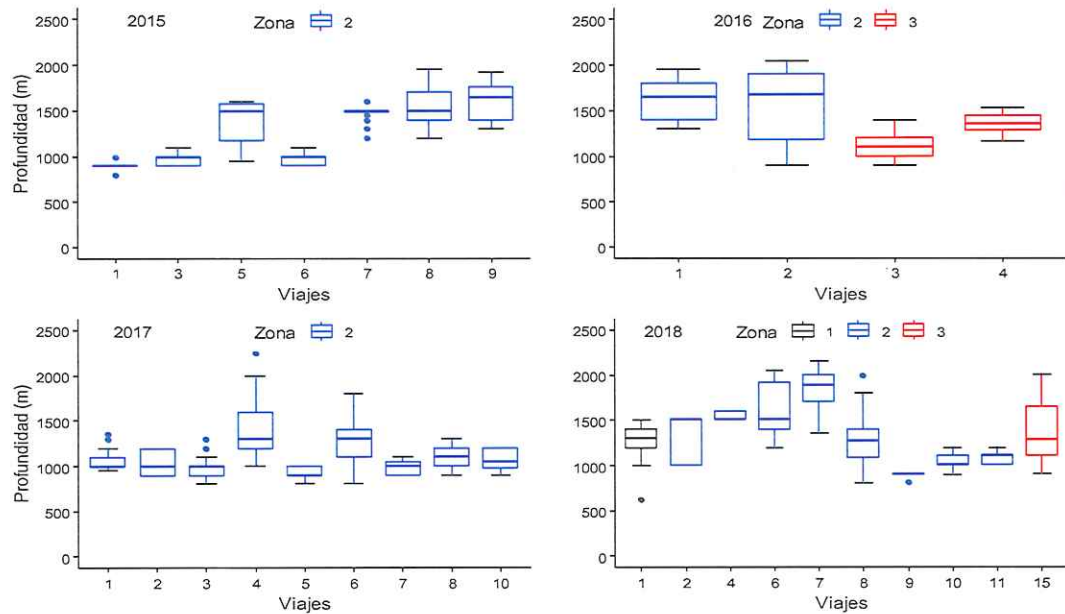 2015 Zona 2
Profundidad (m)
2500
2000
1500
1000
500
0
1 3 5 6 7 8 9
Viajes
2016 Zona 2 3
2500
2000
1500
1000
500
0
1 2 3 4
Viajes
2017 Zona 2
Profundidad (m)
2500
2000
1500
1000
500
0
1 2 3 4 5 6 7 8 10
Viajes
2018 Zona 1 2 3
2500
2000
1500
1000
500
0
1 2 4 6 7 8 9 10 11 15
Viajes